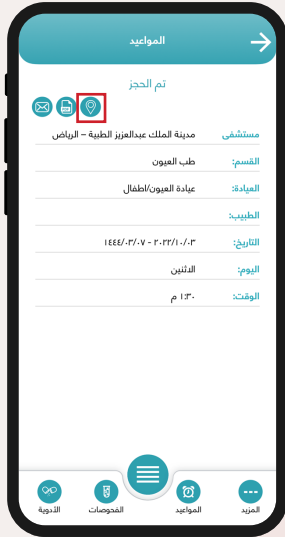 المواعيد
تم الحجز
مستشفى مدينة الملك عبدالعزيز الطبية – الرياض
القسم: طب العيون
العيادة: عيادة العيون/اطفال
الطبيب:
التاريخ: ٢٠٢٢/١٠/٠٣ - ١٤٤٤/٠٣/٠٧
اليوم: الاثنين
الوقت: ١:٣٠ م
المزيد
المواعيد
الفحوصات
الأدوية